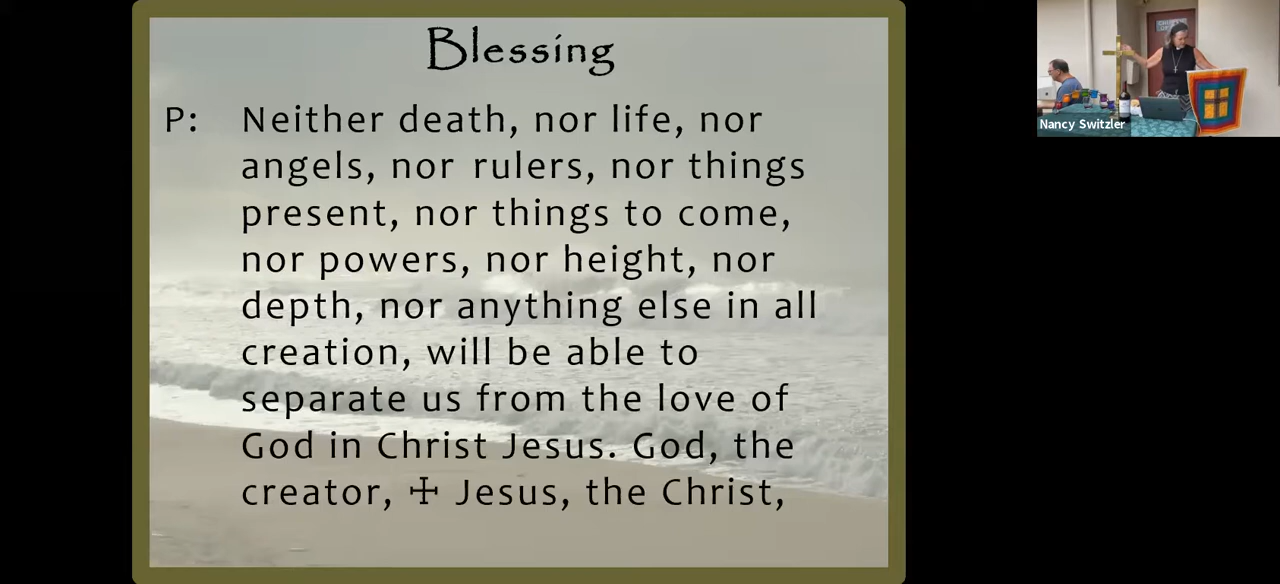 Blessing
P: Neither death, nor life, nor
angels, nor rulers, nor things
present, nor things to come,
nor powers, nor height, nor
depth, nor anything else in all
creation, will be able to
separate us from the love of
God in Christ Jesus. God, the
creator, ☩ Jesus, the Christ,
Nancy Switzler